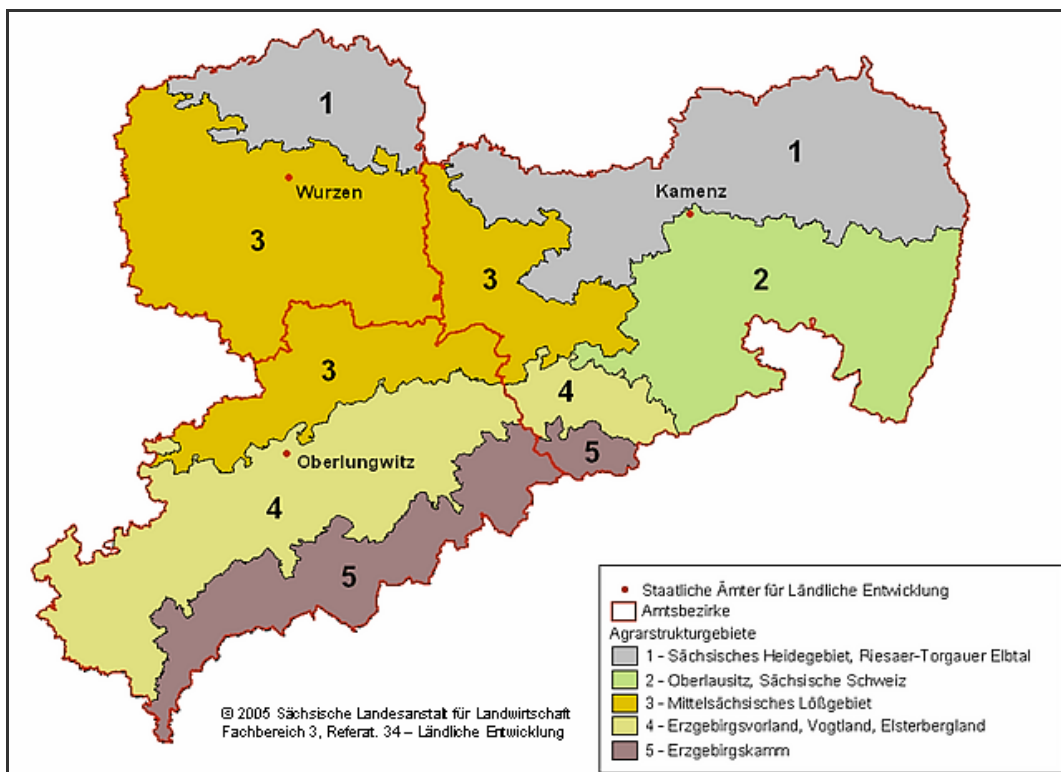 1
1
Kamenz
Wurzen
3
3
2
3
4
Oberlungwitz
5
4
5
• Staatliche Ämter für Ländliche Entwicklung
Amtsbezirke
Agrarstrukturgebiete
1 - Sächsisches Heidegebiet, Riesaer-Torgauer Elbtal
2 - Oberlausitz, Sächsische Schweiz
3 - Mittelsächsisches Lößgebiet
4 - Erzgebirgsvorland, Vogtland, Elsterbergland
5 - Erzgebirgskamm
© 2005 Sächsische Landesanstalt für Landwirtschaft
Fachbereich 3, Referat. 34 – Ländliche Entwicklung